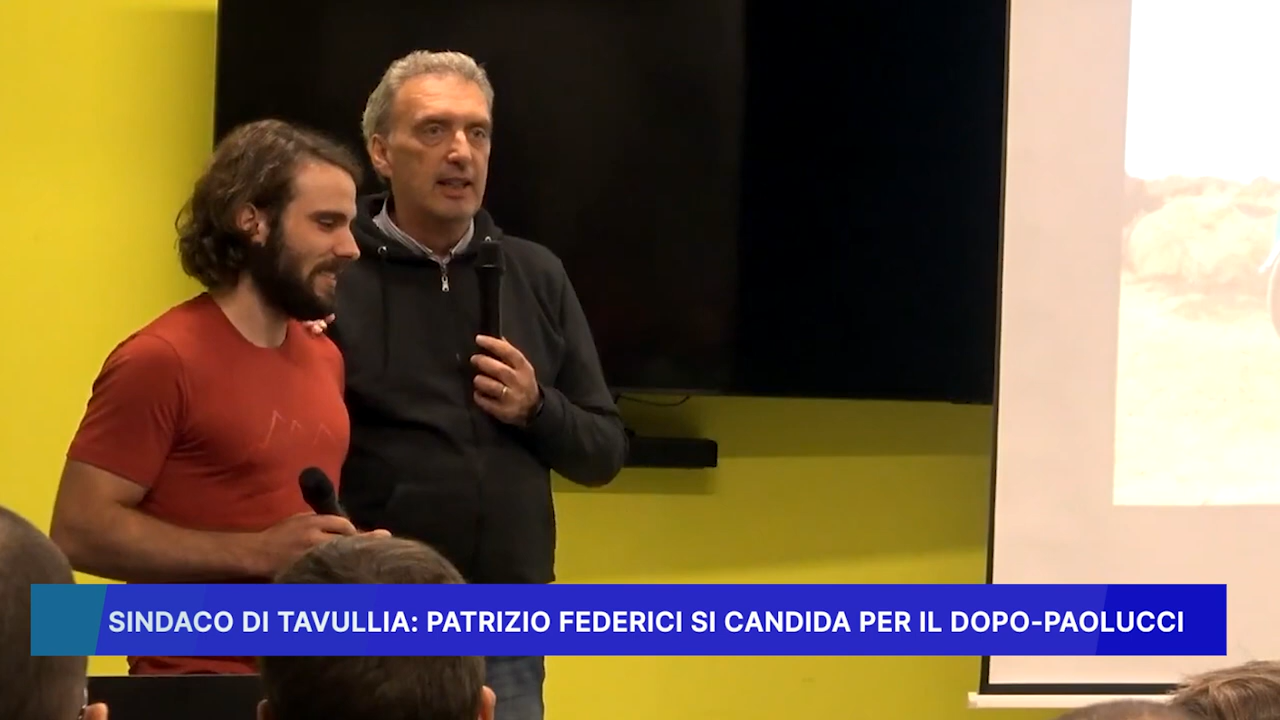 SINDACO DI TAVULLIA: PATRIZIO FEDERICI SI CANDIDA PER IL DOPO-PAOLUCCI